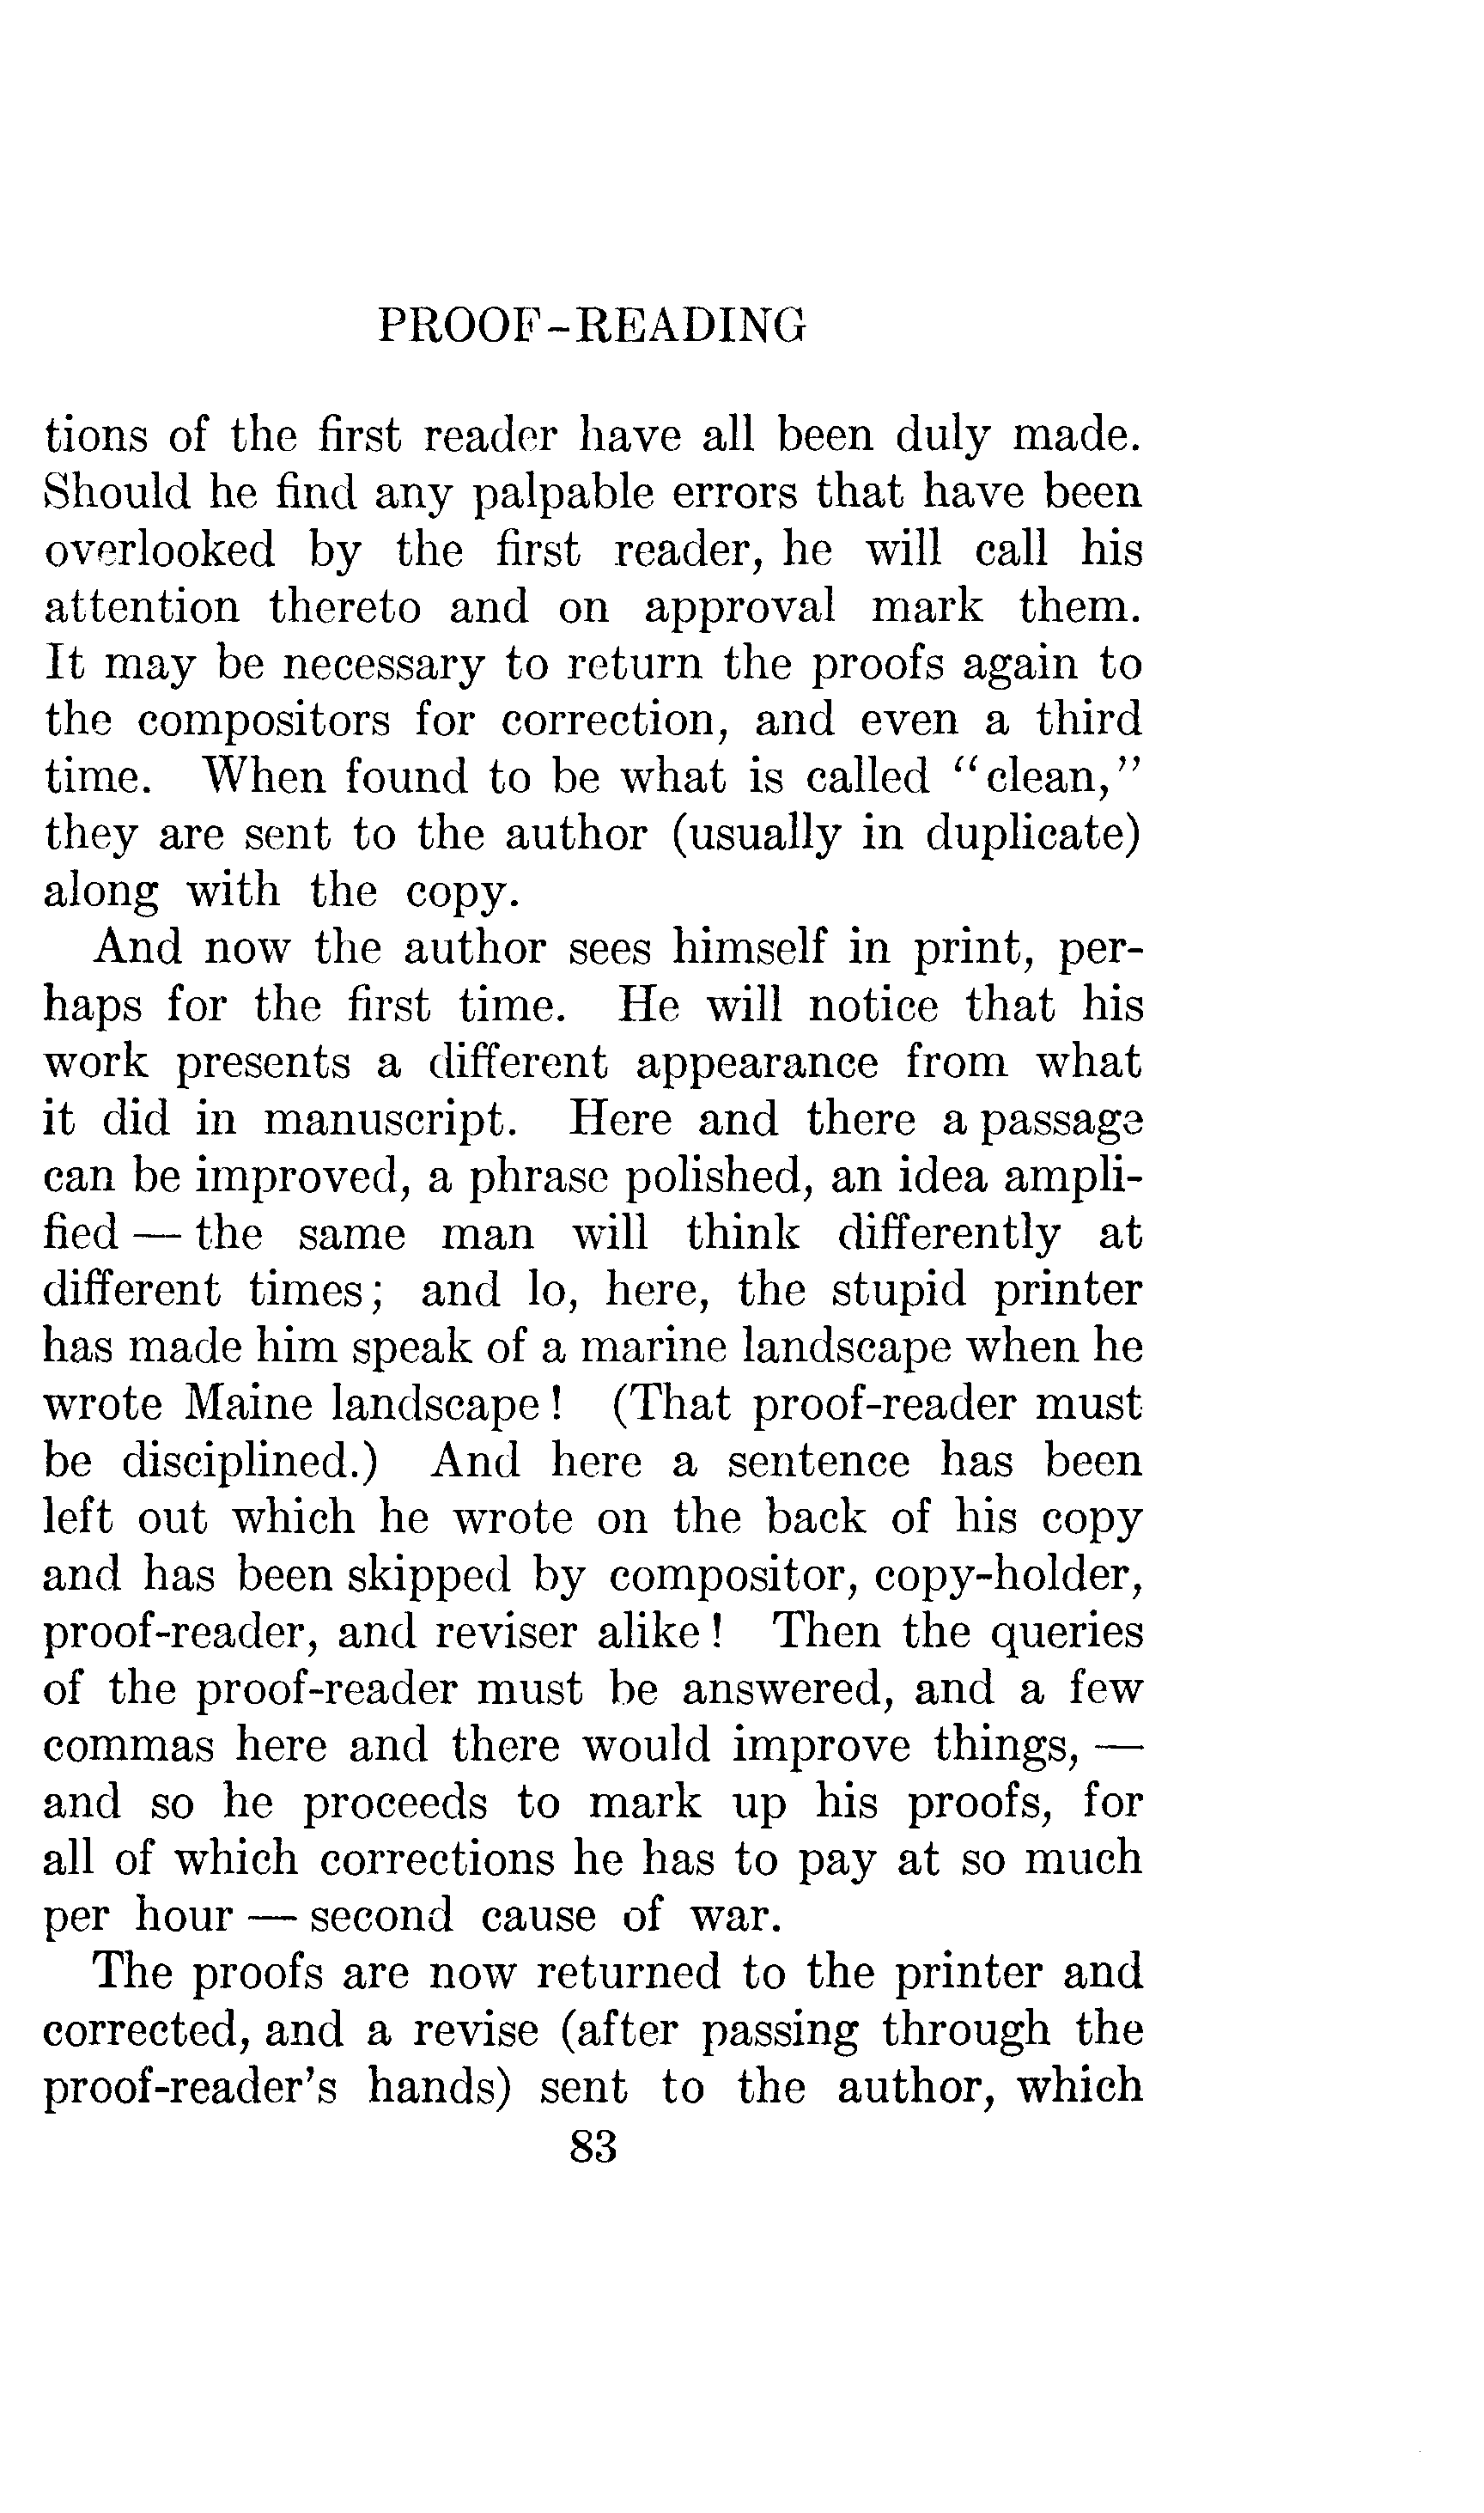 PROOF-READING
tions of the first reader have all been duly made.
Should he find any palpable errors that have been
overlooked by the first reader, he will call his
attention thereto and on approval mark them.
It may be necessary to return the proofs again to
the compositors for correction, and even a third
time. When found to be what is called "clean,"
they are sent to the author (usually in duplicate)
along with the copy.
And now the author sees himself in print, per-
haps for the first time. He will notice that his
work presents a different appearance from what
it did in manuscript. Here and there a passage
can be improved, a phrase polished, an idea ampli-
fied — the same man will think differently at
different times; and lo, here, the stupid printer
has made him speak of a marine landscape when he
wrote Maine landscape! (That proof-reader must
be disciplined.) And here a sentence has been
left out which he wrote on the back of his copy
and has been skipped by compositor, copy-holder,
proof-reader, and reviser alike! Then the queries
of the proof-reader must be answered, and a few
commas here and there would improve things, —
and so he proceeds to mark up his proofs, for
all of which corrections he has to pay at so much
per hour — second cause of war.
The proofs are now returned to the printer and
corrected, and a revise (after passing through the
proof-reader's hands) sent to the author, which
83